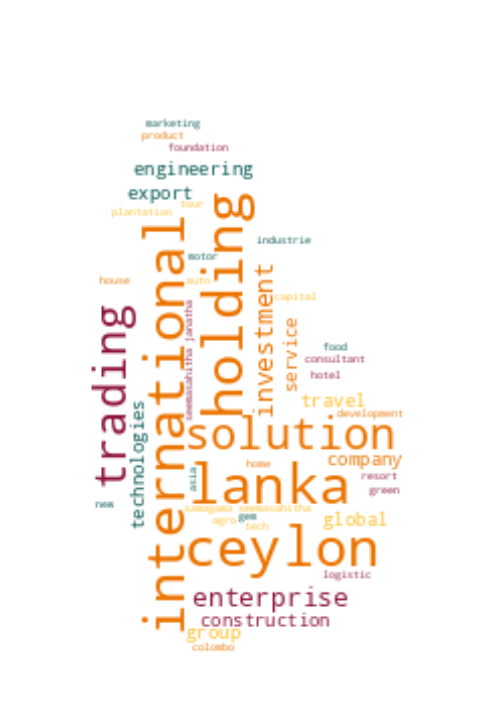 marketing
product
foundation
engineering
export
tour
plantation
holding
international
industrie
motor
house
auto
investment
capital
seemasahitha janatha
trading
service
food
consultant
hotel
travel
technologies
development
solution
company
home
asia
lanka
resort
green
new
samagama seemasahitha
gem
global
agro
tech
ceylon
logistic
enterprise
construction
group
colombo